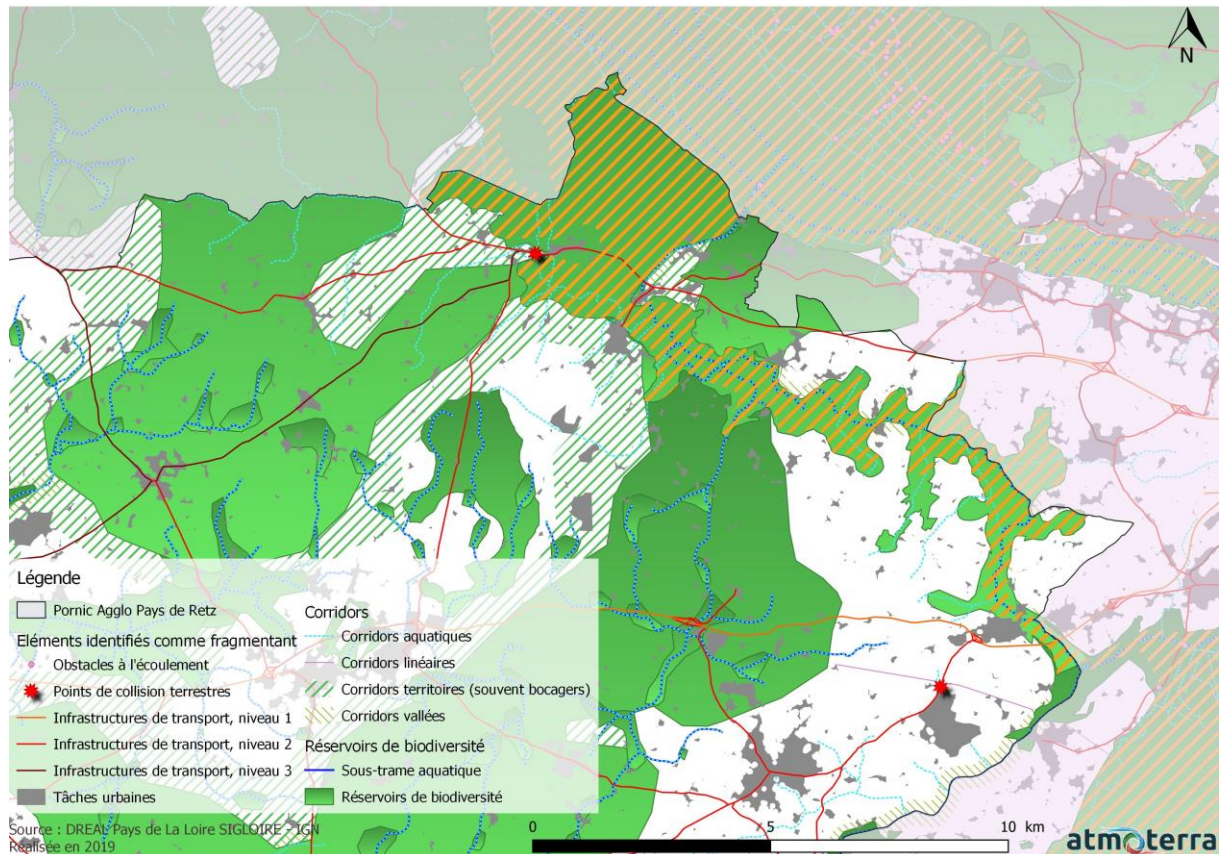 N
Légende
Pornic Agglo Pays de Retz
Eléments identifiés comme fragmentant
Obstacles à l'écoulement
Points de collision terrestres
Infrastructures de transport, niveau 1
Infrastructures de transport, niveau 2
Infrastructures de transport, niveau 3
Tâches urbaines
Corridors
Corridors aquatiques
Corridors linéaires
Corridors territoires (souvent bocagers)
Corridors vallées
Réservoirs de biodiversité
Sous-trame aquatique
Réservoirs de biodiversité
Source : DREAL Pays de La Loire SIGLOIRE - IGN
Réalisée en 2019
0 5 10 km
atmoterra